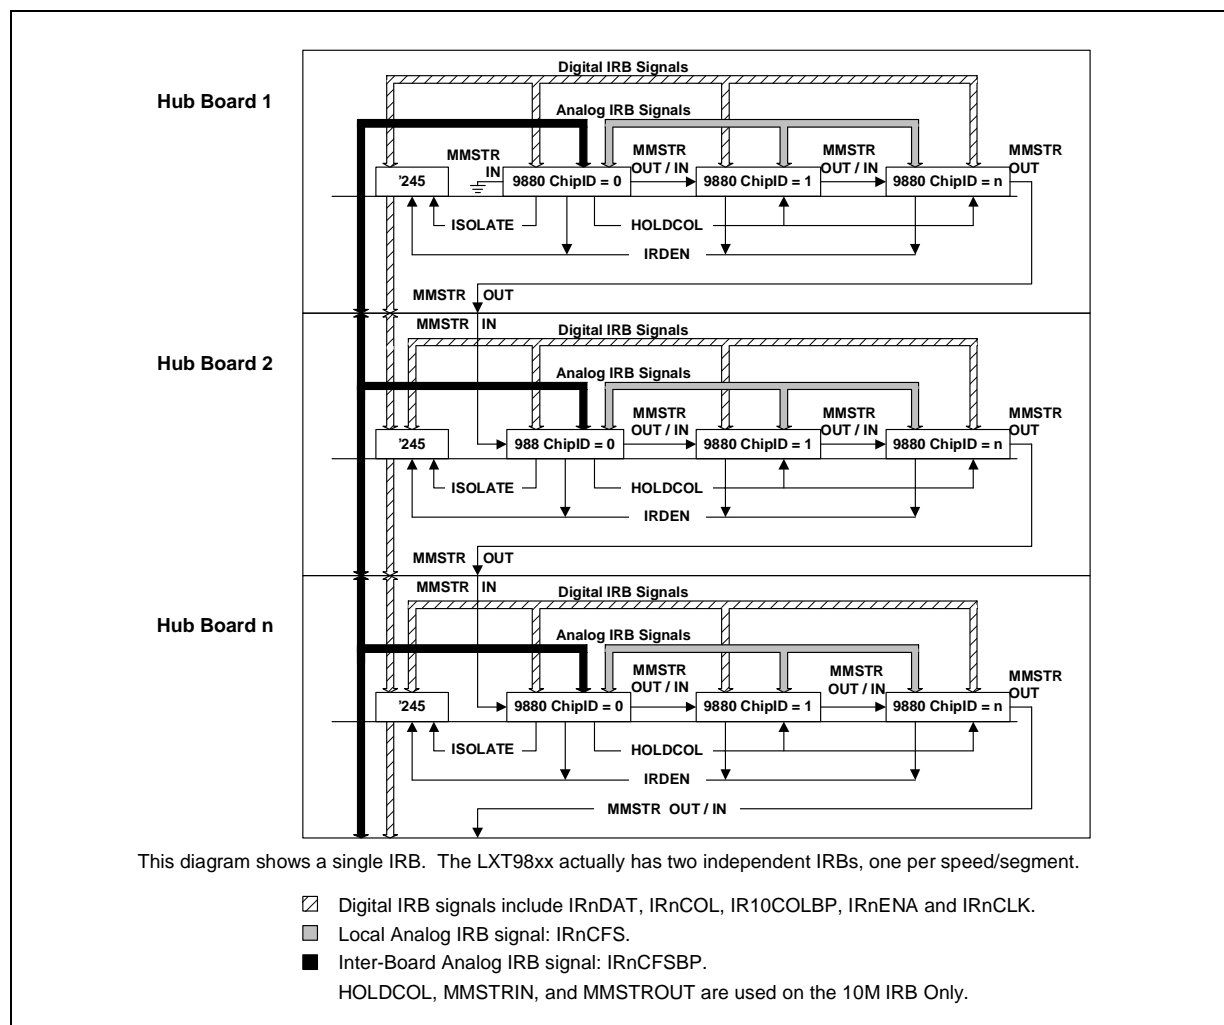 Digital IRB Signals
Hub Board 1
Analog IRB Signals
MMSTR
IN
MMSTR
OUT / IN
MMSTR
OUT / IN
MMSTR
OUT
'245
9880 ChipID = 0
9880 ChipID = 1
9880 ChipID = n
ISOLATE
HOLDCOL
IRDEN
MMSTR OUT
MMSTR IN
Digital IRB Signals
Hub Board 2
Analog IRB Signals
MMSTR
OUT / IN
MMSTR
OUT / IN
MMSTR
OUT
'245
988 ChipID = 0
9880 ChipID = 1
9880 ChipID = n
ISOLATE
HOLDCOL
IRDEN
MMSTR OUT
MMSTR IN
Digital IRB Signals
Hub Board n
Analog IRB Signals
MMSTR
OUT / IN
MMSTR
OUT / IN
MMSTR
OUT
'245
9880 ChipID = 0
9880 ChipID = 1
9880 ChipID = n
ISOLATE
HOLDCOL
IRDEN
MMSTR OUT / IN
This diagram shows a single IRB. The LXT98xx actually has two independent IRBs, one per speed/segment.
Digital IRB signals include IRnDAT, IRnCOL, IR10COLBP, IRnENA and IRnCLK.
Local Analog IRB signal: IRnCFS.
Inter-Board Analog IRB signal: IRnCFSBP.
HOLDCOL, MMSTRIN, and MMSTROUT are used on the 10M IRB Only.